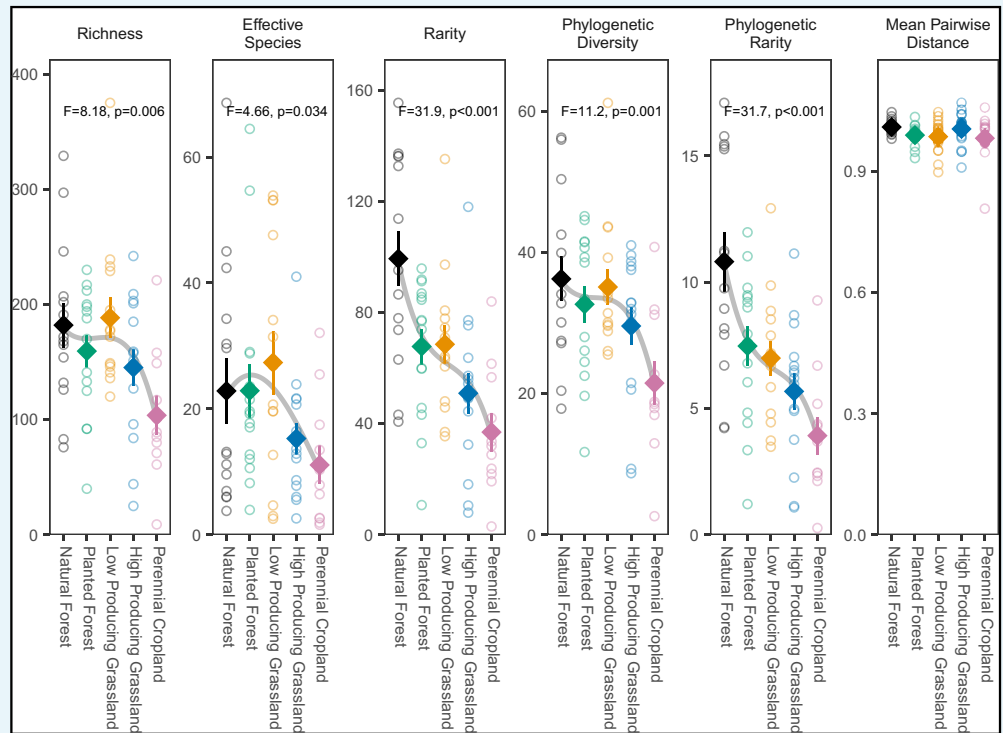 Richness
Effective
Species
Rarity
Phylogenetic
Diversity
Phylogenetic
Rarity
Mean Pairwise
Distance
F=8.18, p=0.006
F=4.66, p=0.034
F=31.9, p<0.001
F=11.2, p=0.001
F=31.7, p<0.001
400
300
200
100
0
60
40
20
0
160
120
80
40
0
60
40
20
0
15
10
5
0
0.9
0.6
0.3
0.0
Natural Forest
Planted Forest
Low Producing Grassland
High Producing Grassland
Perennial Cropland
Natural Forest
Planted Forest
Low Producing Grassland
High Producing Grassland
Perennial Cropland
Natural Forest
Planted Forest
Low Producing Grassland
High Producing Grassland
Perennial Cropland
Natural Forest
Planted Forest
Low Producing Grassland
High Producing Grassland
Perennial Cropland
Natural Forest
Planted Forest
Low Producing Grassland
High Producing Grassland
Perennial Cropland
Natural Forest
Planted Forest
Low Producing Grassland
High Producing Grassland
Perennial Cropland